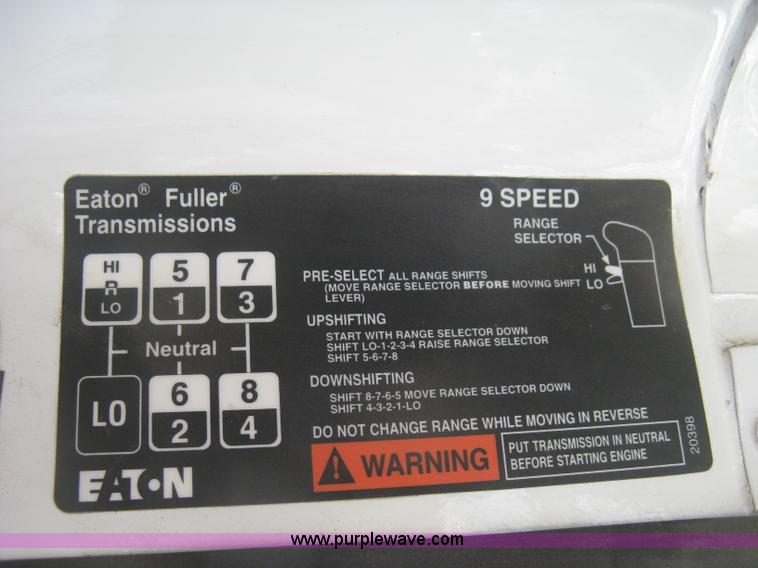 Eaton® Fuller®
Transmissions
9 SPEED
RANGE
SELECTOR
HI
LO
HI
R
LO
5
1
7
3
Neutral
LO
6
2
8
4
PRE-SELECT ALL RANGE SHIFTS
(MOVE RANGE SELECTOR BEFORE MOVING SHIFT
LEVER)
UPSHIFTING
START WITH RANGE SELECTOR DOWN
SHIFT LO-1-2-3-4 RAISE RANGE SELECTOR
SHIFT 5-6-7-8
DOWNSHIFTING
SHIFT 8-7-6-5 MOVE RANGE SELECTOR DOWN
SHIFT 4-3-2-1-LO
DO NOT CHANGE RANGE WHILE MOVING IN REVERSE
WARNING
PUT TRANSMISSION IN NEUTRAL
BEFORE STARTING ENGINE
20398
EATON
www.purplewave.com